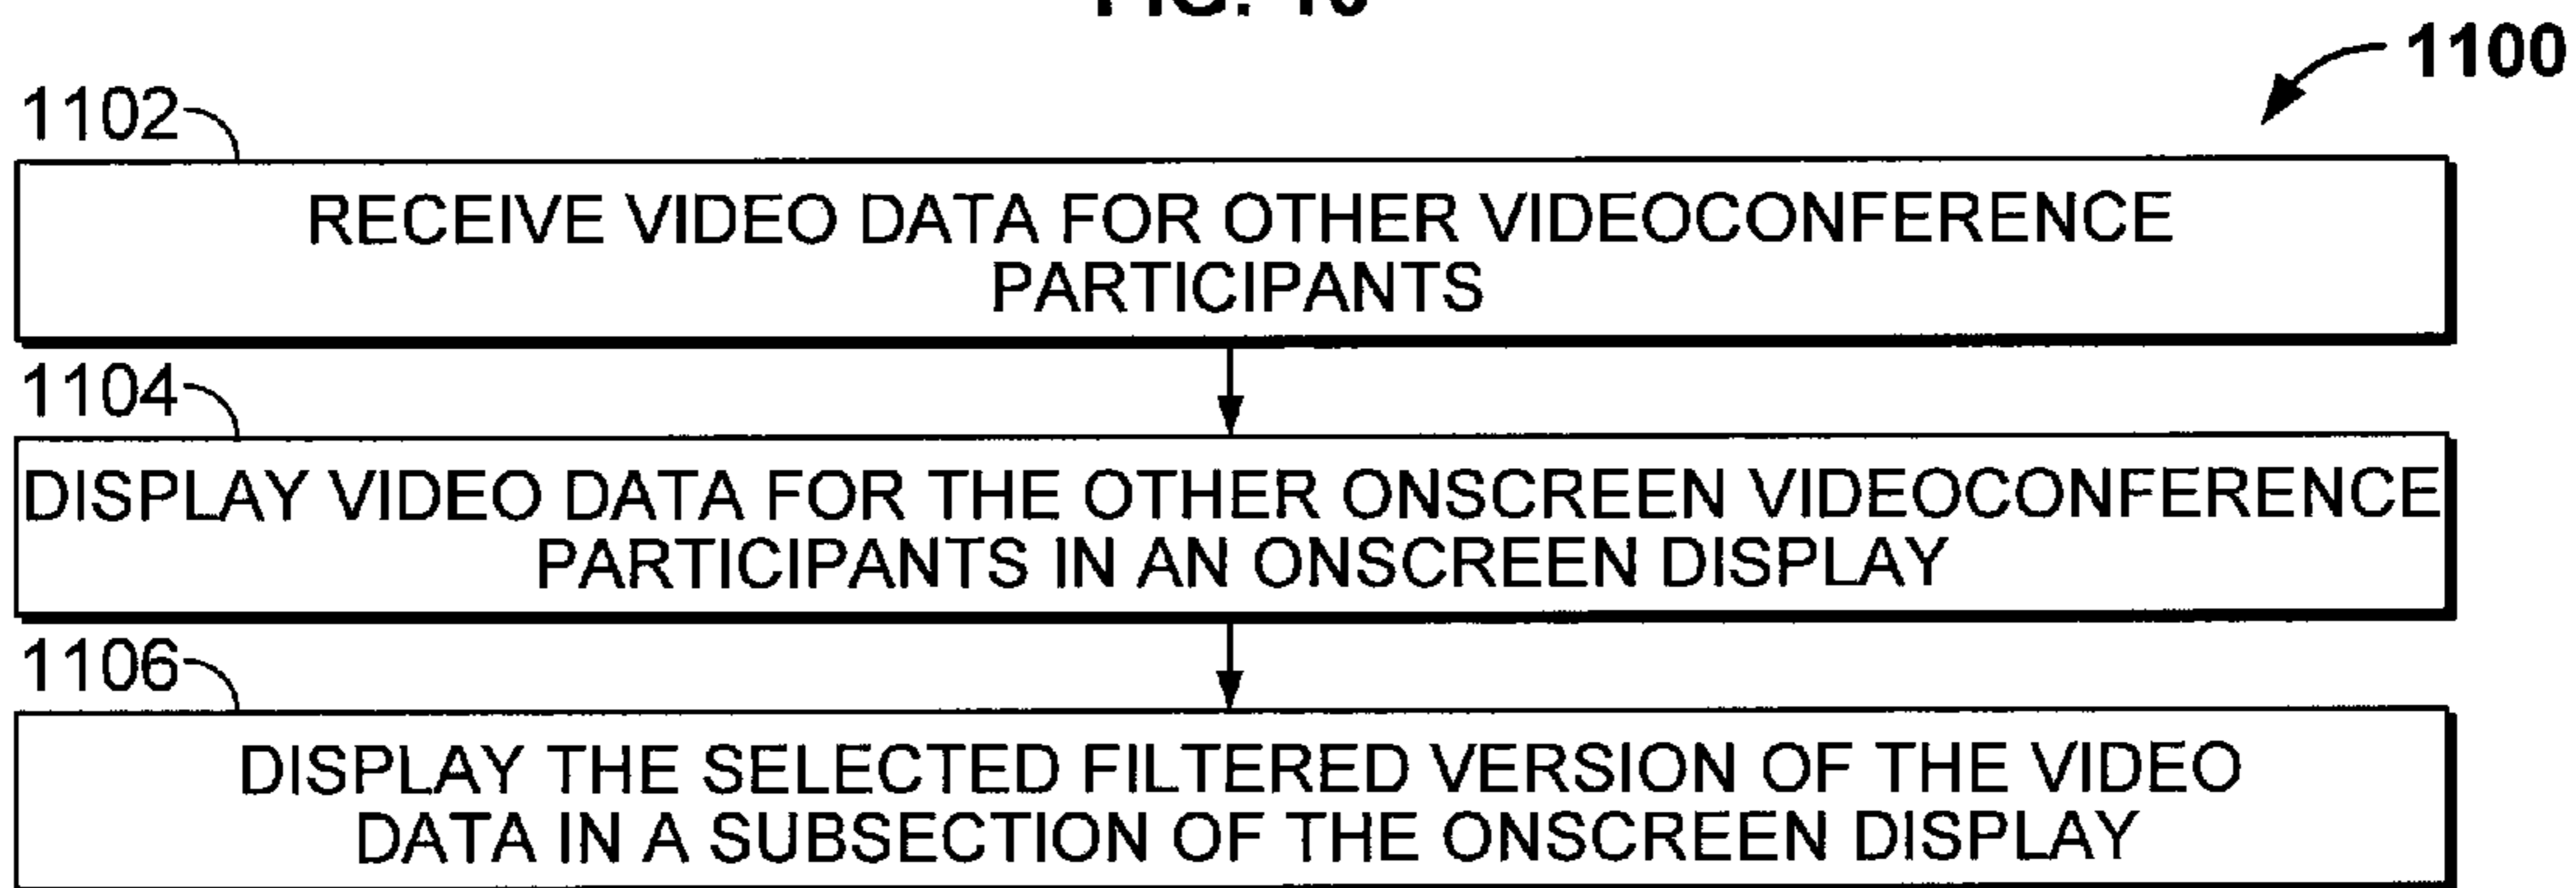 1100
1102
RECEIVE VIDEO DATA FOR OTHER VIDEOCONFERENCE
PARTICIPANTS
1104
DISPLAY VIDEO DATA FOR THE OTHER ONSCREEN VIDEOCONFERENCE
PARTICIPANTS IN AN ONSCREEN DISPLAY
1106
DISPLAY THE SELECTED FILTERED VERSION OF THE VIDEO
DATA IN A SUBSECTION OF THE ONSCREEN DISPLAY